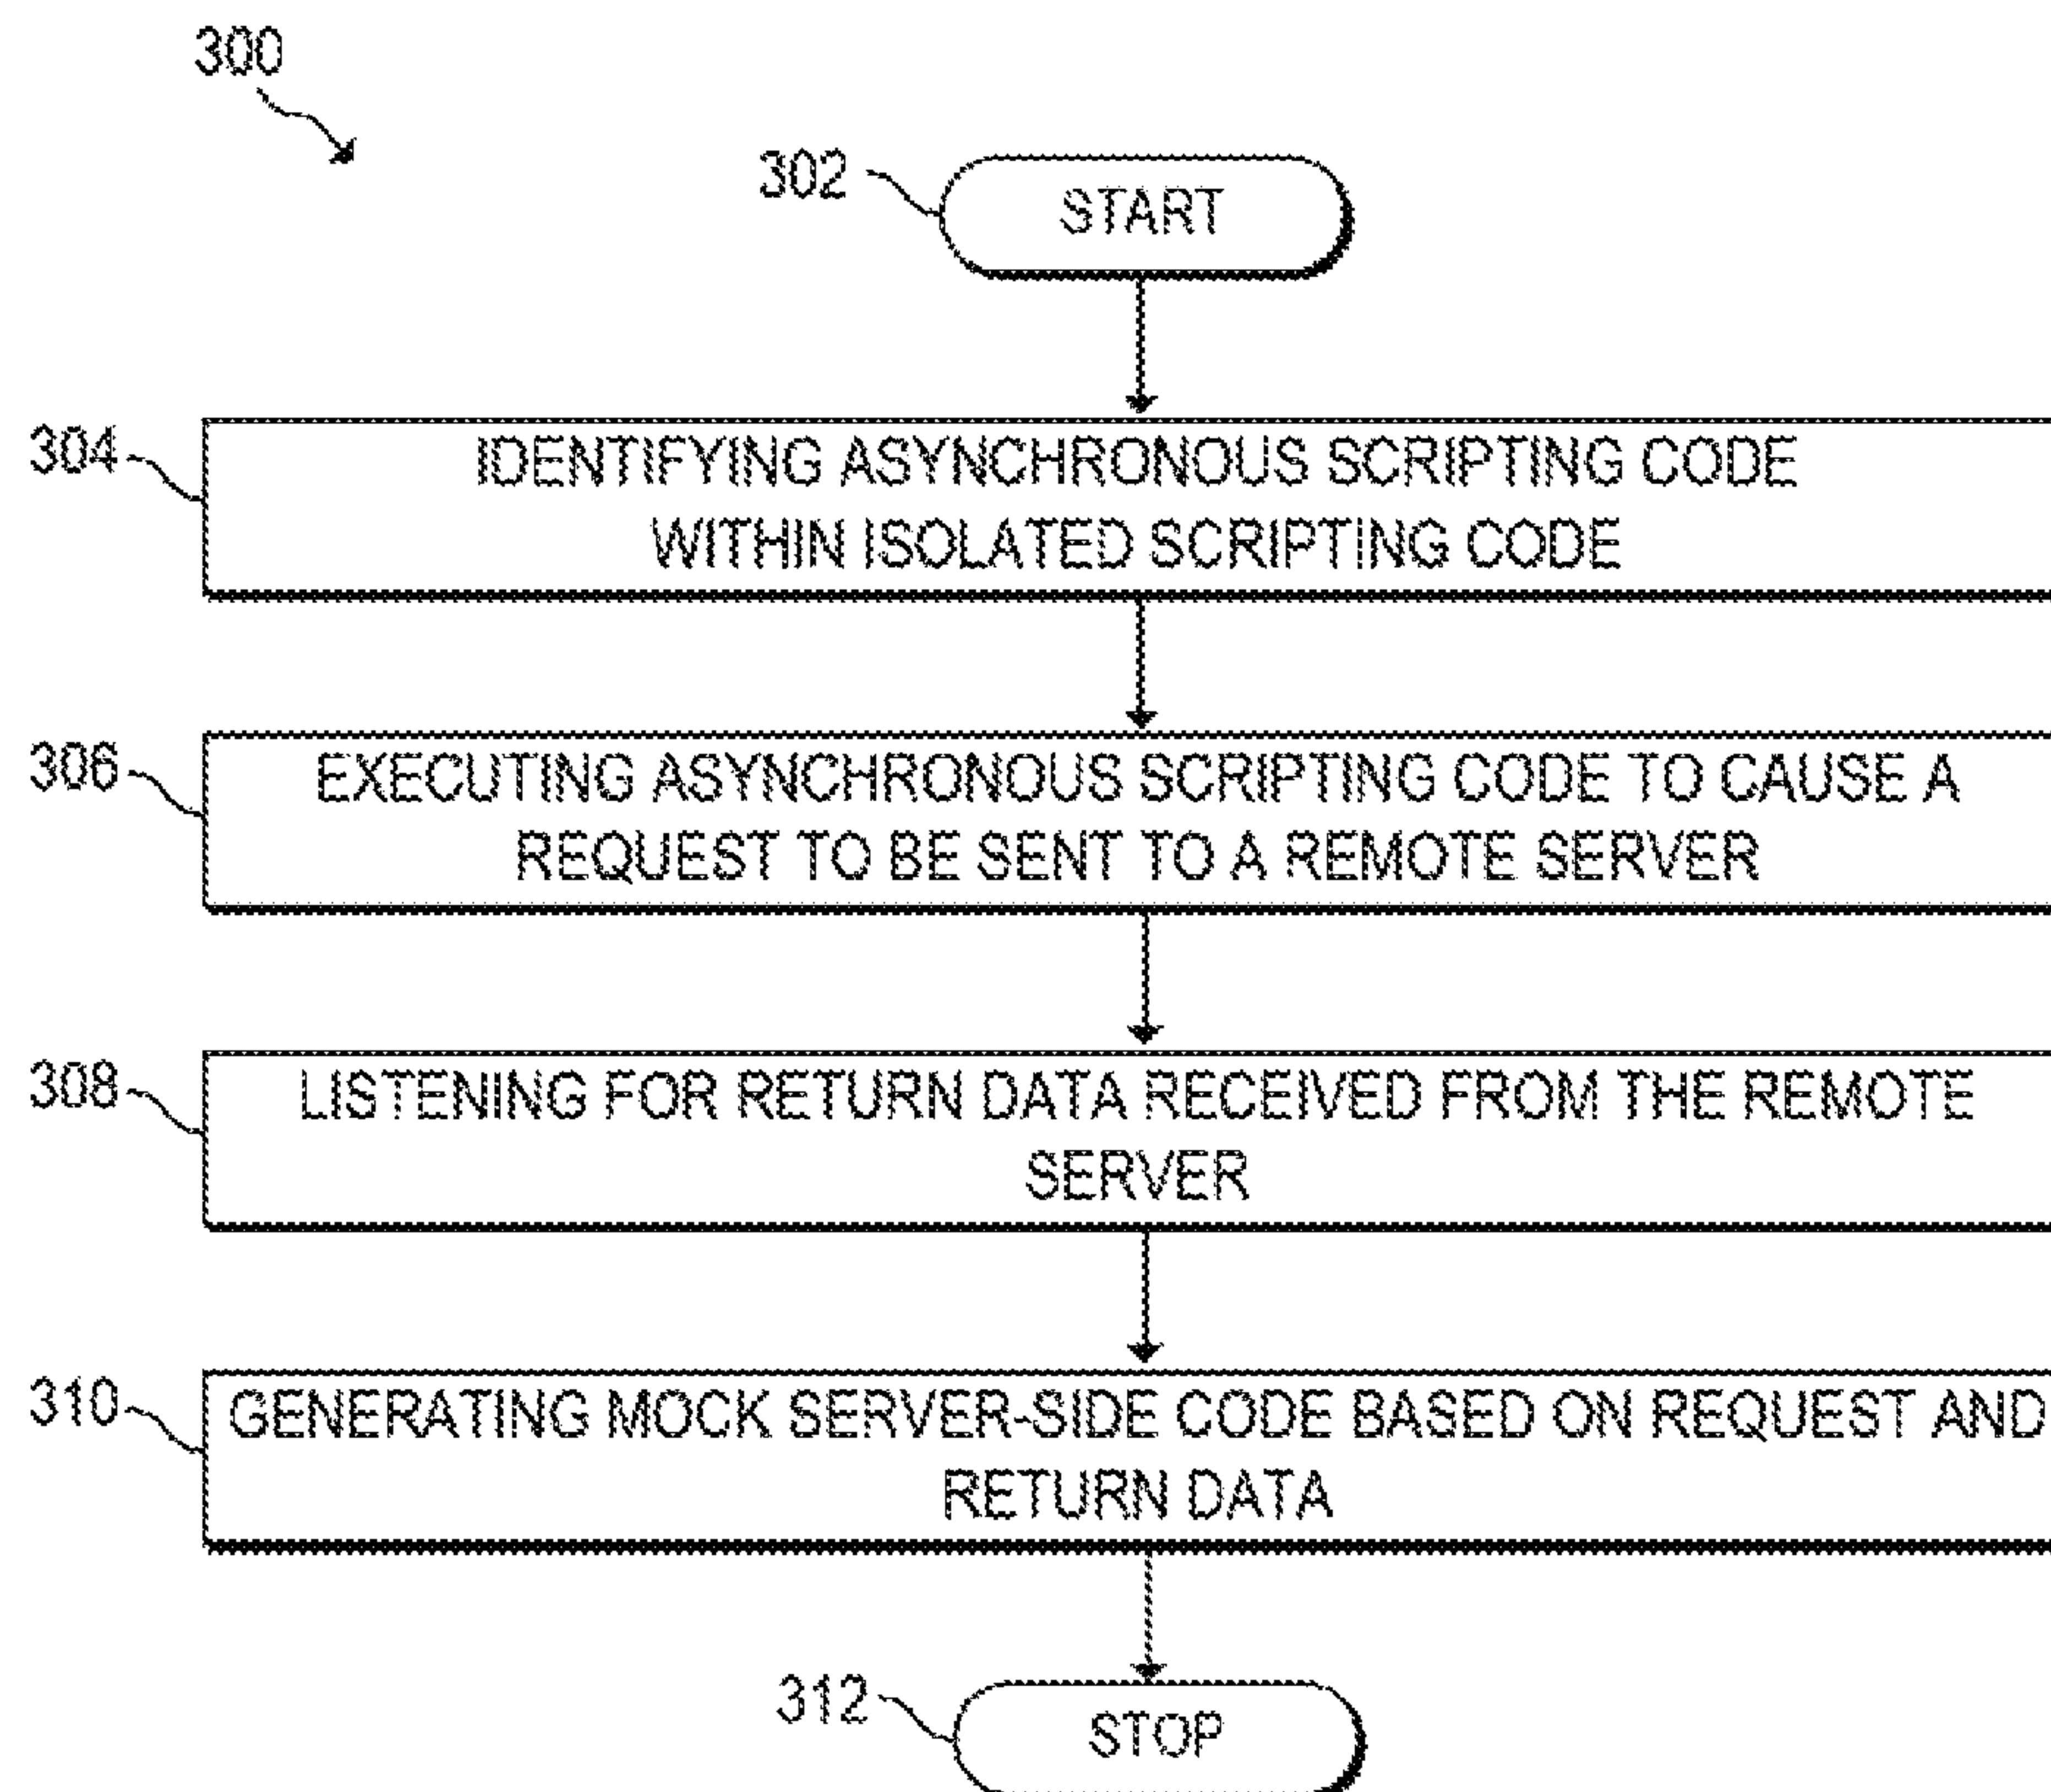 300
302
START
304
IDENTIFYING ASYNCHRONOUS SCRIPTING CODE
WITHIN ISOLATED SCRIPTING CODE
306
EXECUTING ASYNCHRONOUS SCRIPTING CODE TO CAUSE A
REQUEST TO BE SENT TO A REMOTE SERVER
308
LISTENING FOR RETURN DATA RECEIVED FROM THE REMOTE
SERVER
310
GENERATING MOCK SERVER-SIDE CODE BASED ON REQUEST AND
RETURN DATA
312
STOP